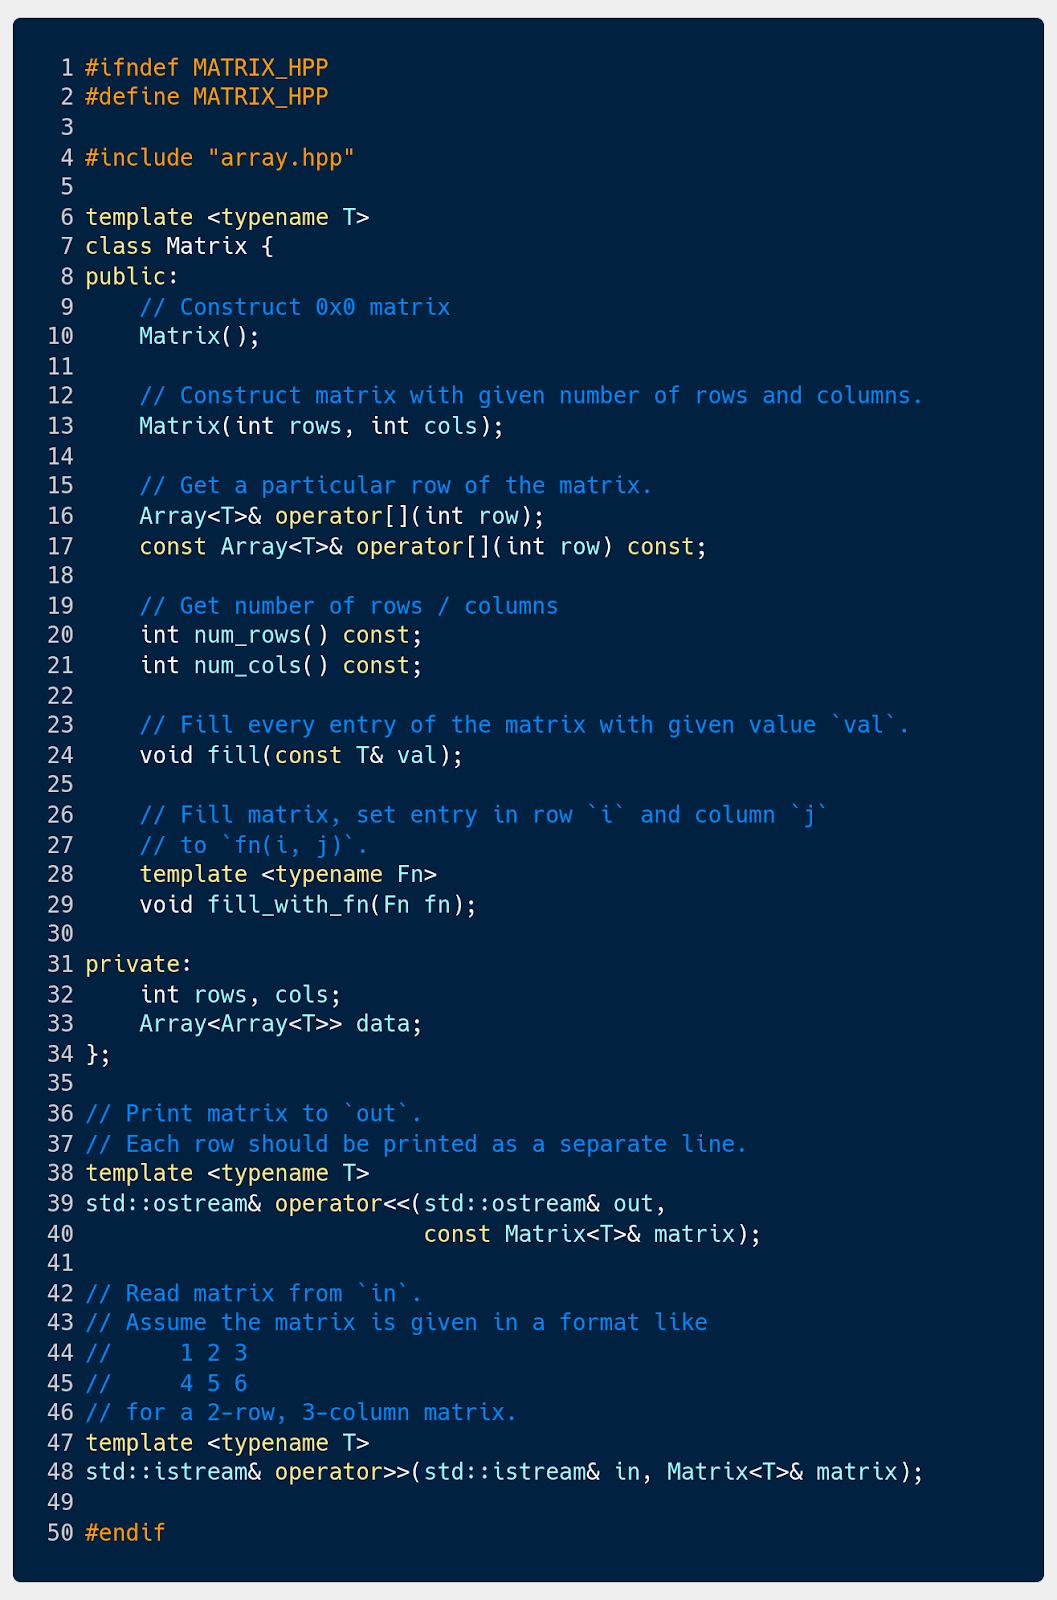 1 #ifndef MATRIX_HPP
2 #define MATRIX_HPP
3
4 #include "array.hpp"
5
6 template <typename T>
7 class Matrix {
8 public:
9     // Construct 0x0 matrix
10     Matrix();
11
12     // Construct matrix with given number of rows and columns.
13     Matrix(int rows, int cols);
14
15     // Get a particular row of the matrix.
16     Array<T>& operator[](int row);
17     const Array<T>& operator[](int row) const;
18
19     // Get number of rows / columns
20     int num_rows() const;
21     int num_cols() const;
22
23     // Fill every entry of the matrix with given value `val`.
24     void fill(const T& val);
25
26     // Fill matrix, set entry in row `i` and column `j`
27     // to `fn(i, j)`.
28     template <typename Fn>
29     void fill_with_fn(Fn fn);
30
31 private:
32     int rows, cols;
33     Array<Array<T>> data;
34 };
35
36 // Print matrix to `out`.
37 // Each row should be printed as a separate line.
38 template <typename T>
39 std::ostream& operator<<(std::ostream& out,
40                          const Matrix<T>& matrix);
41
42 // Read matrix from `in`.
43 // Assume the matrix is given in a format like
44 //     1 2 3
45 //     4 5 6
46 // for a 2-row, 3-column matrix.
47 template <typename T>
48 std::istream& operator>>(std::istream& in, Matrix<T>& matrix);
49
50 #endif